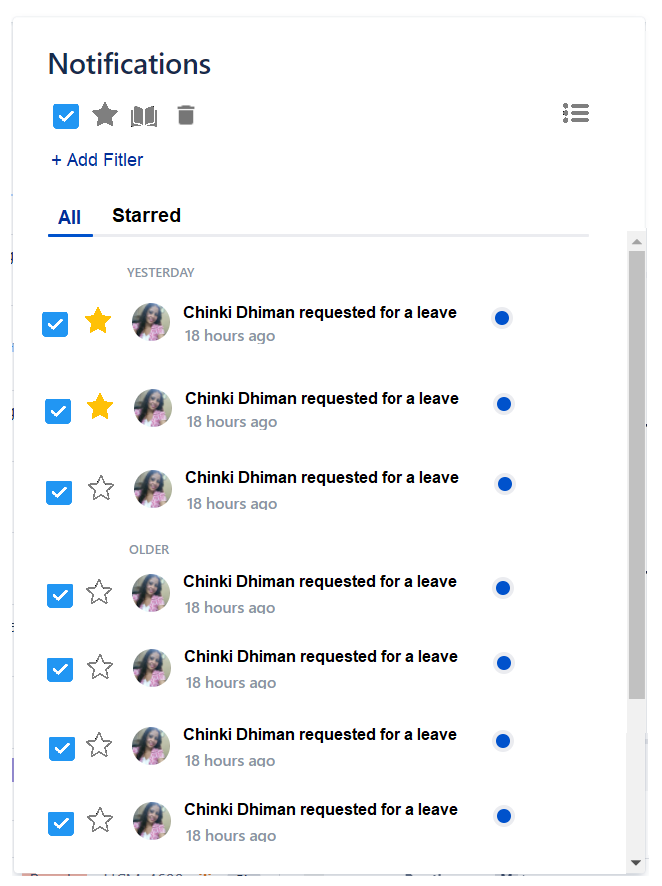 Notifications
+ Add Fitler
All Starred
YESTERDAY
Chinki Dhiman requested for a leave
18 hours ago
Chinki Dhiman requested for a leave
18 hours ago
Chinki Dhiman requested for a leave
18 hours ago
OLDER
Chinki Dhiman requested for a leave
18 hours ago
Chinki Dhiman requested for a leave
18 hours ago
Chinki Dhiman requested for a leave
18 hours ago
Chinki Dhiman requested for a leave
18 hours ago